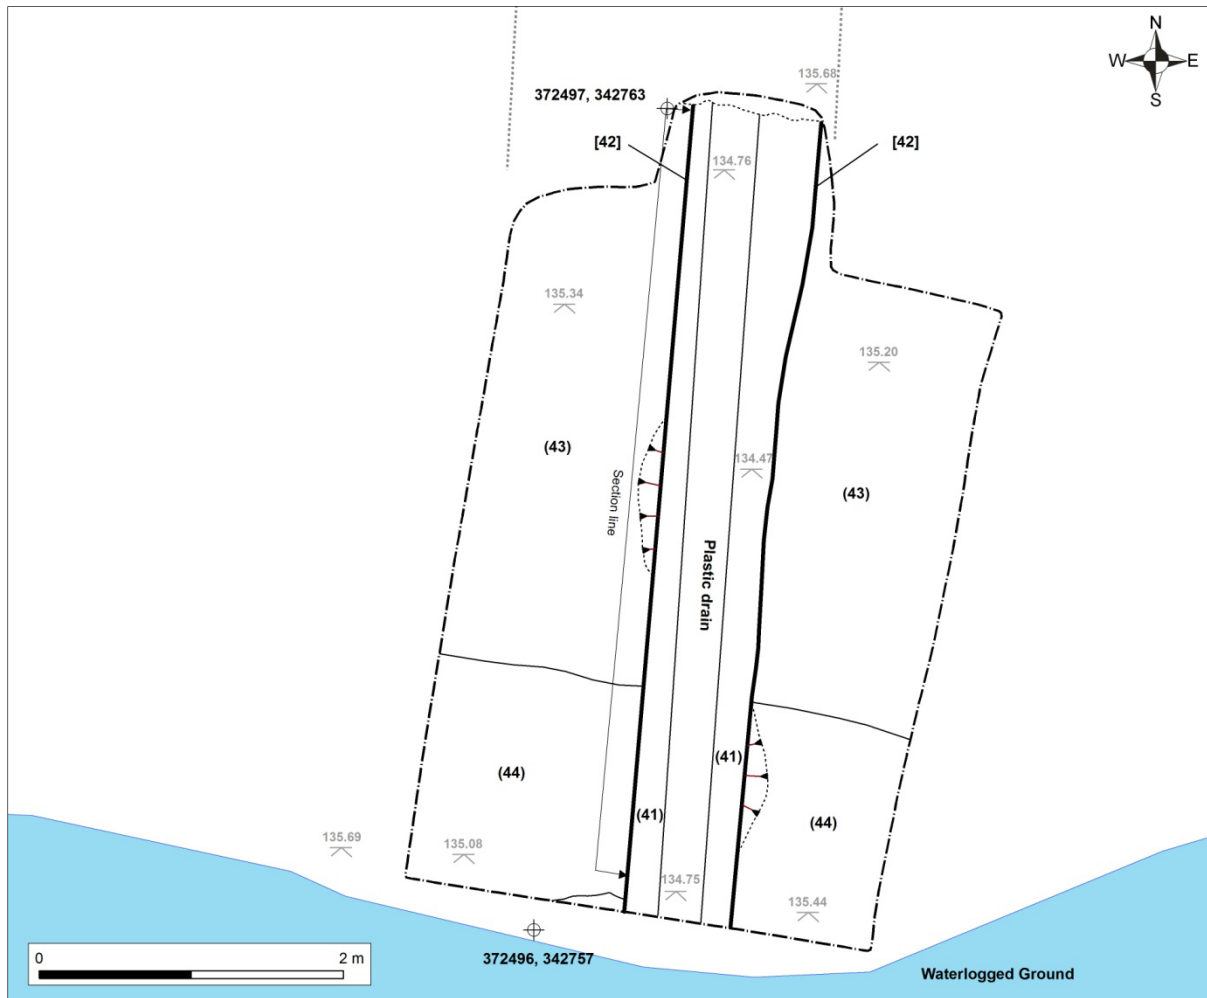 N
W E
S
135.68
372497, 342763
[42] [42]
134.76
135.34
135.20
(43)
134.47
(43)
Section line
Plastic drain
(41)
(44)
(41)
(44)
135.69
135.08
134.75
135.44
372496, 342757
0 2 m
Waterlogged Ground